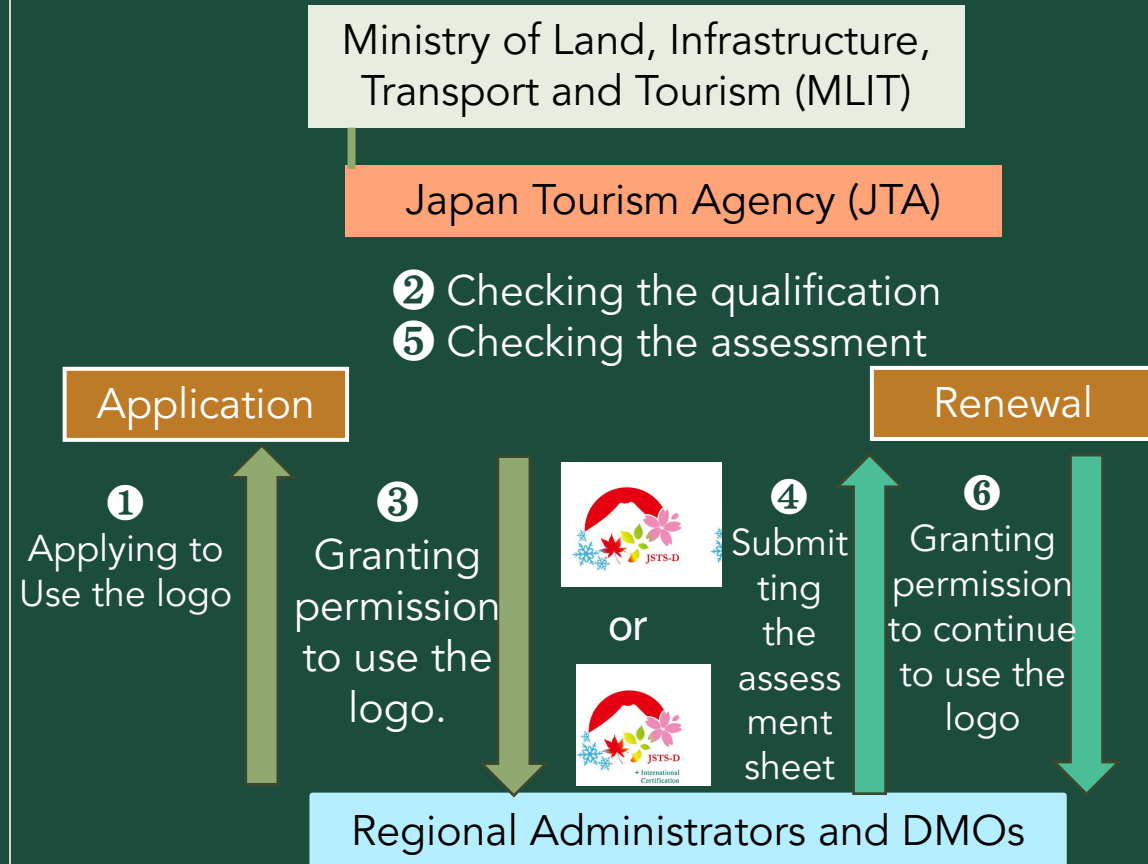 Ministry of Land, Infrastructure,
Transport and Tourism (MLIT)
Japan Tourism Agency (JTA)
❷ Checking the qualification
❺ Checking the assessment
Application
Renewal
❶
Applying to
Use the logo
❸
Granting
permission
to use the
logo.
JSTS-D
or
JSTS-D
+ International
Certification
❹
Submit
ting
the
assess
ment
sheet
❻
Granting
permission
to continue
to use the
logo
Regional Administrators and DMOs